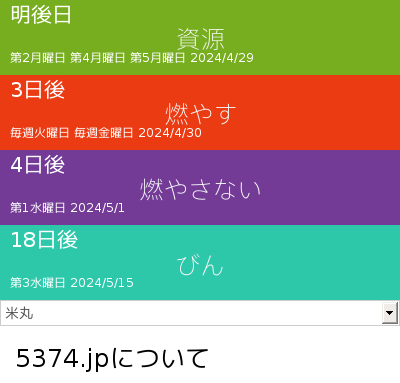 明後日
資源
第2月曜日 第4月曜日 第5月曜日 2024/4/29
3日後
燃やす
毎週火曜日 毎週金曜日 2024/4/30
4日後
燃やさない
第1水曜日 2024/5/1
18日後
びん
第3水曜日 2024/5/15
米丸
5374.jpについて